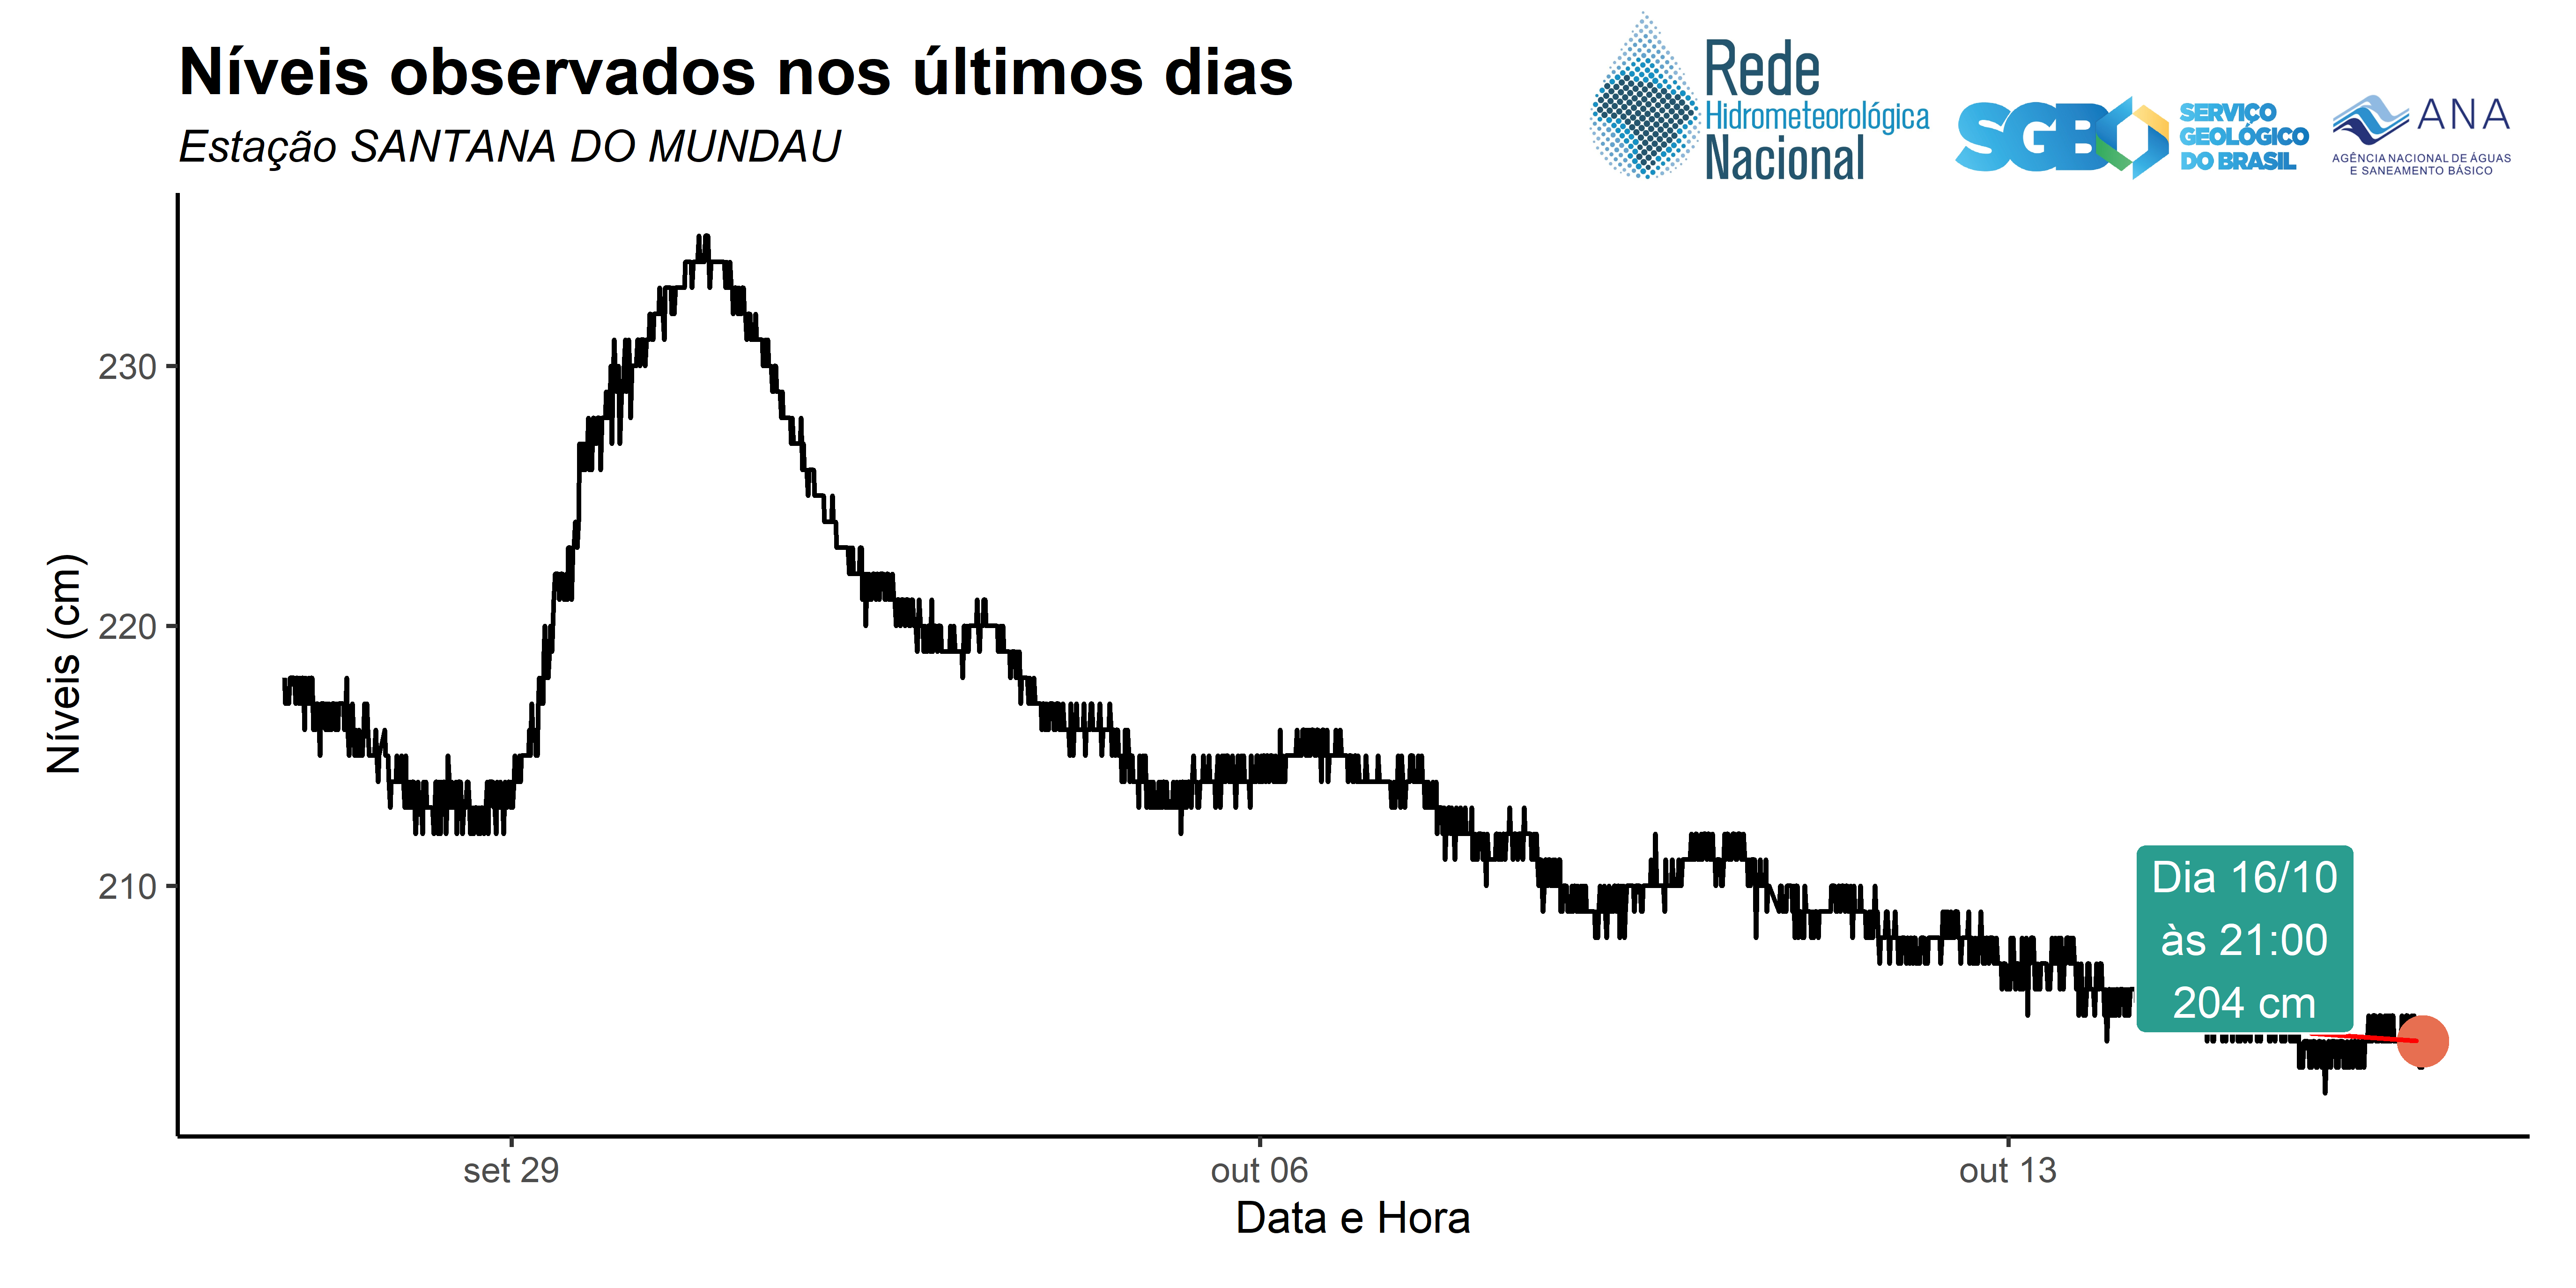 Níveis observados nos últimos dias
Estação SANTANA DO MUNDAU
Rede
Hidrometeorológica
Nacional
SGB
SERVIÇO
GEOLÓGICO
DO BRASIL
ANA
AGÊNCIA NACIONAL DE ÁGUAS
E SANEAMENTO BÁSICO
Níveis (cm)
230
220
210
Dia 16/10
às 21:00
204 cm
set 29
out 06
out 13
Data e Hora